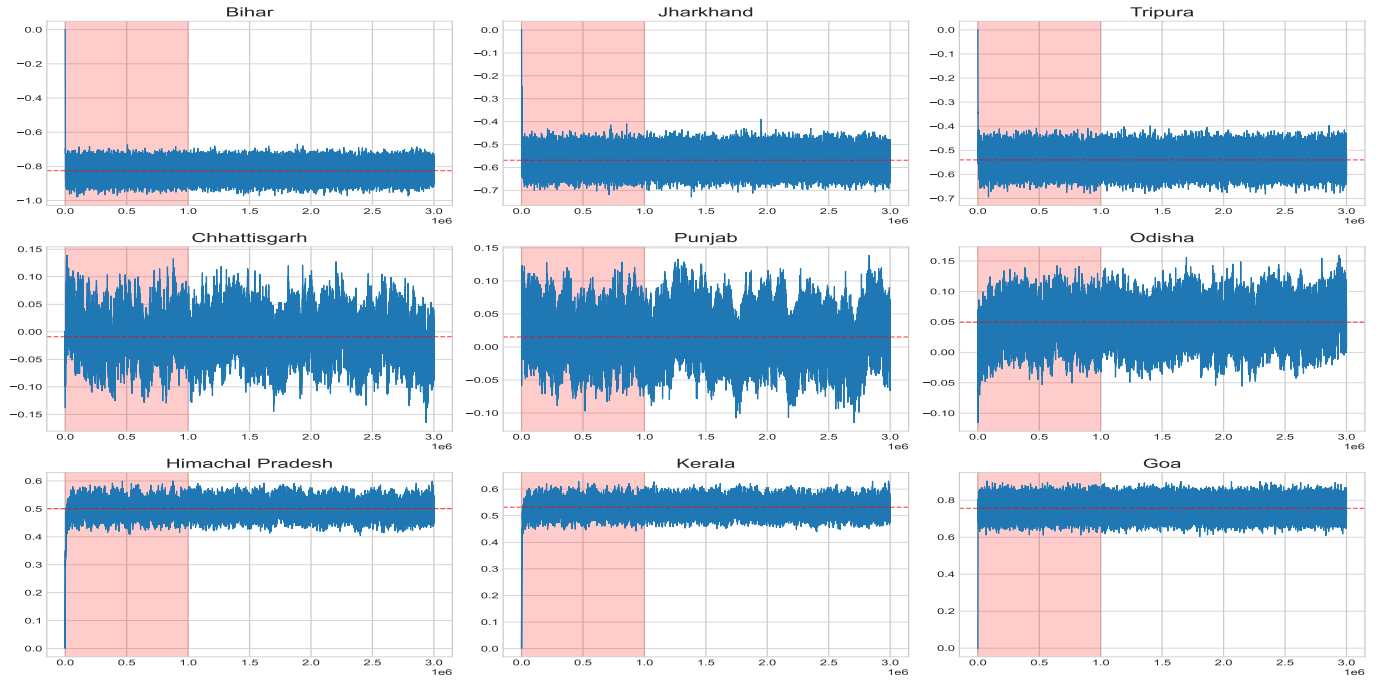 Bihar Jharkhand Tripura
0.0 0.0 0.0
−0.1 −0.1
−0.2 −0.2 −0.2
−0.3 −0.3
−0.4 −0.4 −0.4
−0.5 −0.5
−0.6 −0.6 −0.6
−0.8 −0.7 −0.7
−1.0
0.0 0.5 1.0 1.5 2.0 2.5 3.0 0.0 0.5 1.0 1.5 2.0 2.5 3.0 0.0 0.5 1.0 1.5 2.0 2.5 3.0
1e6 1e6 1e6
Chhattisgarh Punjab Odisha
0.15 0.15 0.15
0.10 0.10 0.10
0.05 0.05 0.05
0.00 0.00 0.00
−0.05 −0.05 −0.05
−0.10 −0.10 −0.10
−0.15
0.0 0.5 1.0 1.5 2.0 2.5 3.0 0.0 0.5 1.0 1.5 2.0 2.5 3.0 0.0 0.5 1.0 1.5 2.0 2.5 3.0
1e6 1e6 1e6
Himachal Pradesh Kerala Goa
0.6 0.6 0.8
0.5 0.5
0.4 0.4 0.6
0.3 0.3 0.4
0.2 0.2 0.2
0.1 0.1
0.0 0.0 0.0
0.0 0.5 1.0 1.5 2.0 2.5 3.0 0.0 0.5 1.0 1.5 2.0 2.5 3.0 0.0 0.5 1.0 1.5 2.0 2.5 3.0
1e6 1e6 1e6